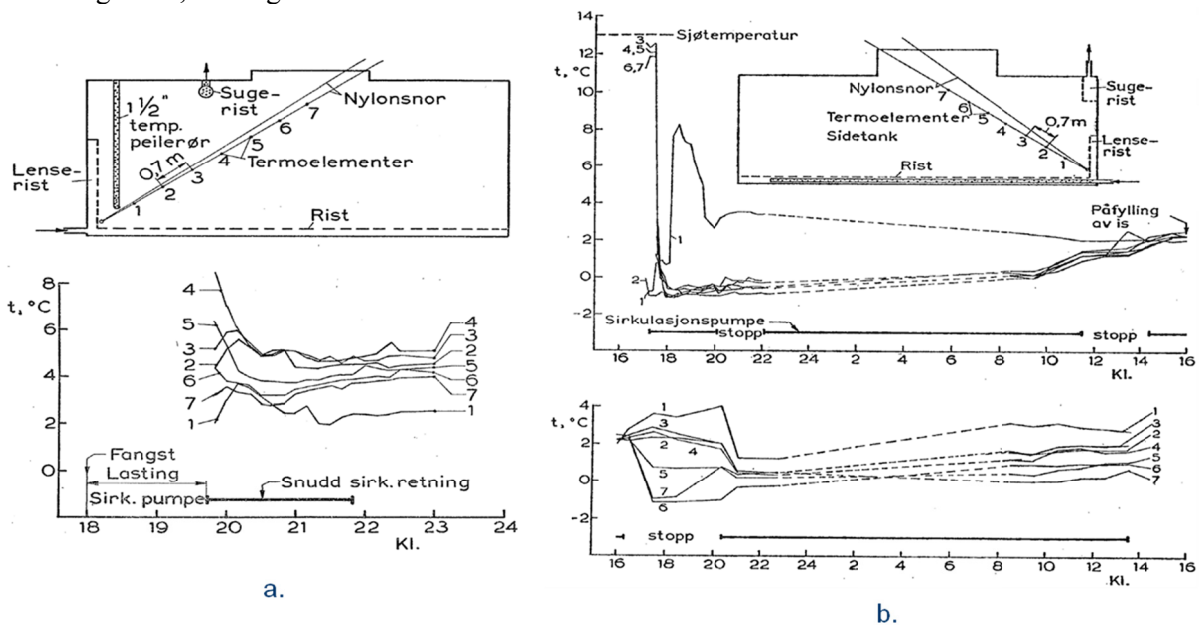 1 1/2"
temp.
peilerør
Suge-
rist
Nylonsnor
7
6
5
4
3
2
1
0,7m
Termoelementer
Lense-
rist
Rist
t, °C
8
6
4
2
0
4
5
3
2
6
7
1
4
3
2
5
6
7
1
Fangst
Lasting
Sirk. pumpe
Snudd sirk. retning
18 19 20 21 22 23 24
Kl.
a.
14
12
10
8
6
4
2
0
-2
t, °C
3
4,5
6,7
Sjøtemperatur
Nylonsnor
7
6
5
4
3
2
1
0,7m
Termoelementer
Sidetank
Suge-
rist
Lense-
rist
Rist
1
2
1
Påfylling
av is
Sirkulasjonspumpe
stopp
stopp
16 18 20 22 24 2 4 6 8 10 12 14 16
Kl.
4
2
0
-2
t, °C
1
3
2
4
5
7
6
1
3
2
4
5
6
7
stopp
16 18 20 22 24 2 4 6 8 10 12 14 16
Kl.
b.